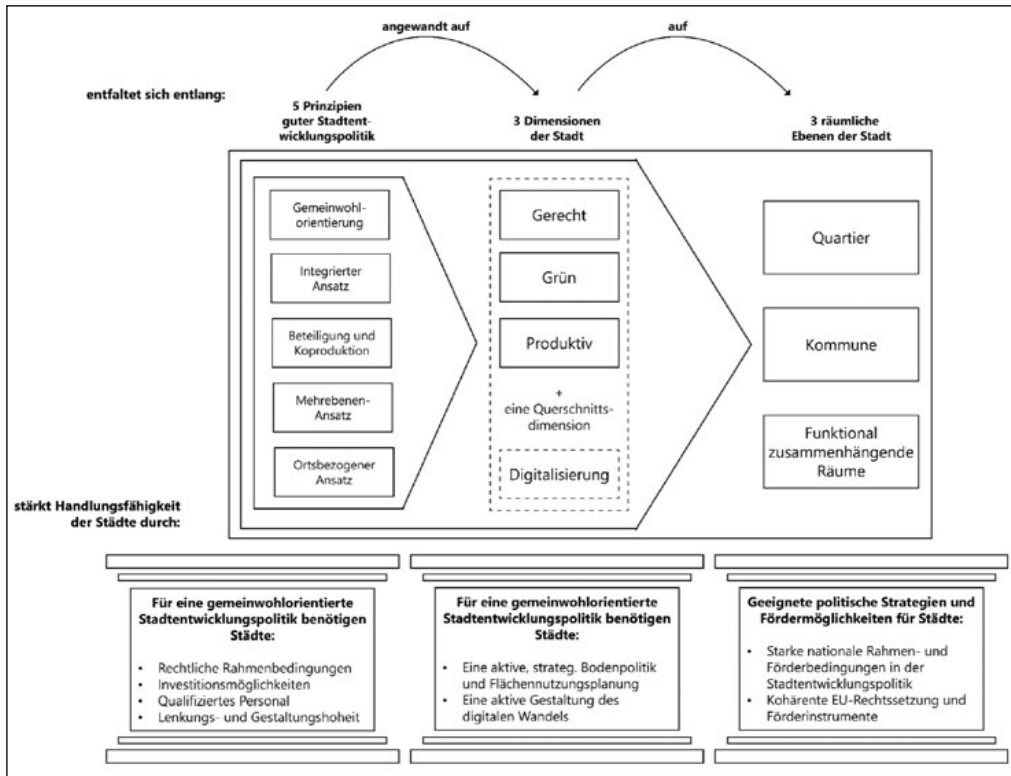 angewandt auf
auf
entfaltet sich entlang:
5 Prinzipien
guter Stadtent-
wicklungspolitik
3 Dimensionen
der Stadt
3 räumliche
Ebenen der Stadt
Gemeinwohl-
orientierung
Integrierter
Ansatz
Beteiligung und
Koproduktion
Mehrebenen-
Ansatz
Ortsbezogener
Ansatz
Gerecht
Grün
Produktiv
+
eine Querschnitts-
dimension
Digitalisierung
Quartier
Kommune
Funktional
zusammenhängende
Räume
stärkt Handlungsfähigkeit
der Städte durch:
Für eine gemeinwohlorientierte
Stadtentwicklungspolitik benötigen
Städte:
• Rechtliche Rahmenbedingungen
• Investitionsmöglichkeiten
• Qualifiziertes Personal
• Lenkungs- und Gestaltungshoheit
Für eine gemeinwohlorientierte
Stadtentwicklungspolitik benötigen
Städte:
• Eine aktive, strateg. Bodenpolitik
und Flächennutzungsplanung
• Eine aktive Gestaltung des
digitalen Wandels
Geeignete politische Strategien und
Fördermöglichkeiten für Städte:
• Starke nationale Rahmen- und
Förderbedingungen in der
Stadtentwicklungspolitik
• Kohärente EU-Rechtssetzung und
Förderinstrumente